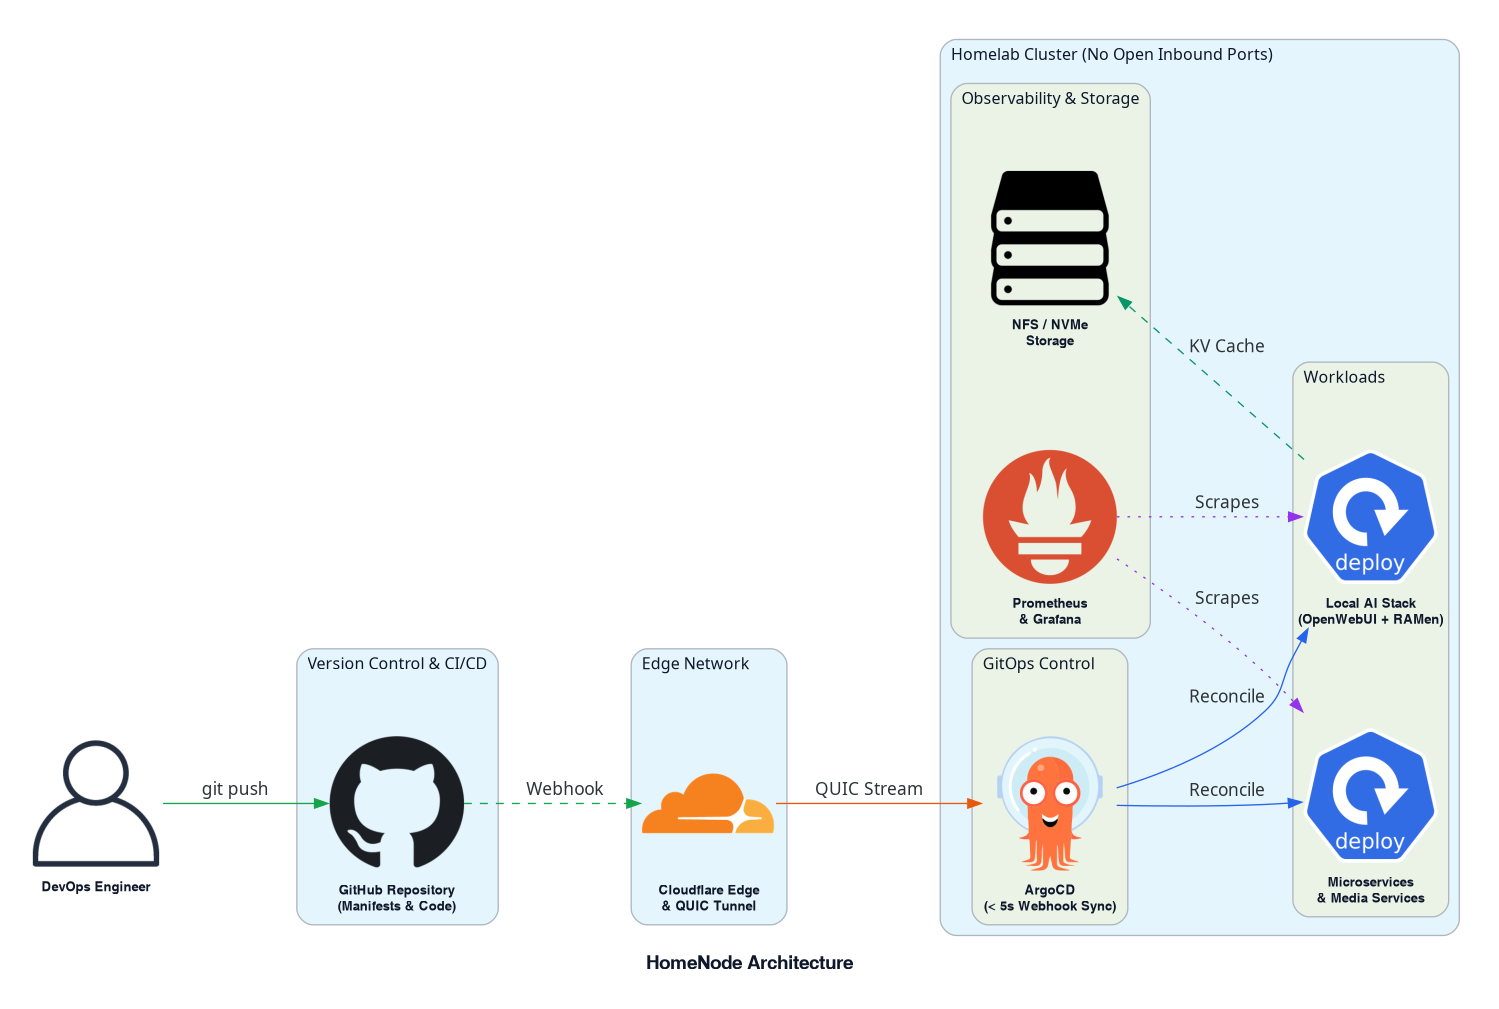 Homelab Cluster (No Open Inbound Ports)
Observability & Storage
NFS / NVMe
Storage
KV Cache
Workloads
Scrapes
deploy
Prometheus
& Grafana
Scrapes
Local AI Stack
(OpenWebUI + RAMen)
Version Control & CI/CD
Edge Network
GitOps Control
Reconcile
git push
Webhook
QUIC Stream
Reconcile
deploy
DevOps Engineer
GitHub Repository
(Manifests & Code)
Cloudflare Edge
& QUIC Tunnel
ArgoCD
(< 5s Webhook Sync)
Microservices
& Media Services
HomeNode Architecture